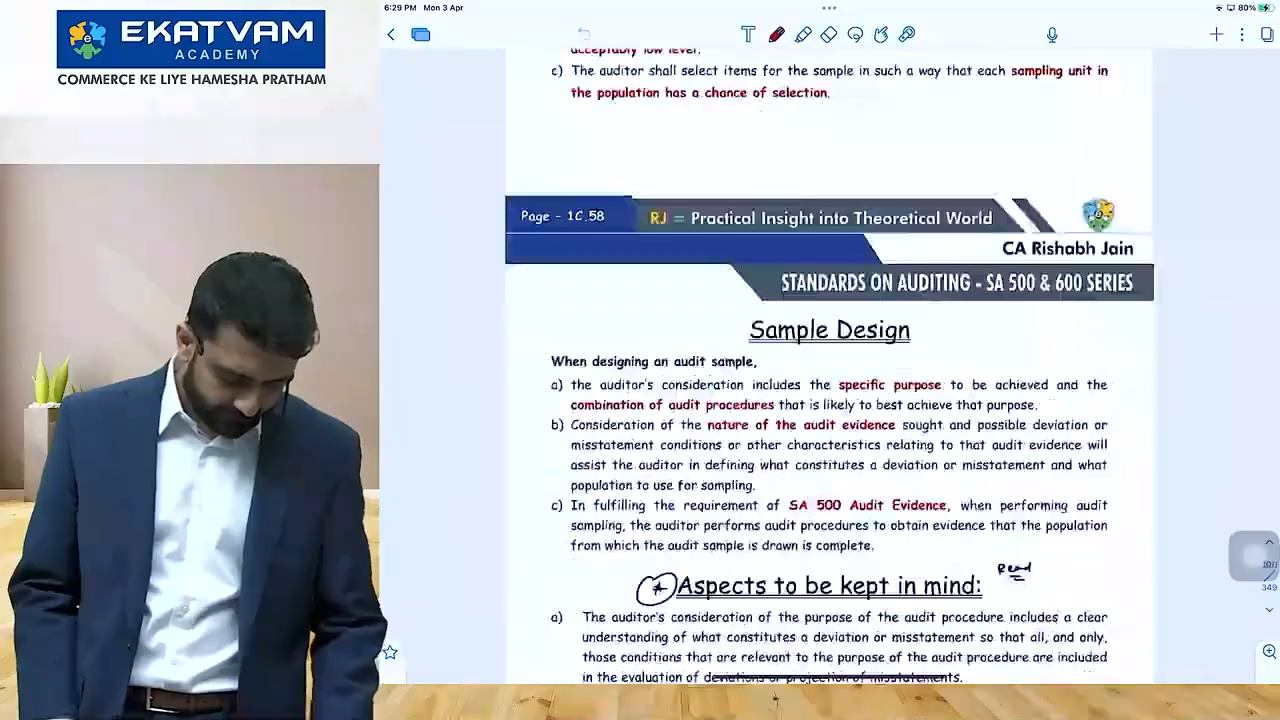 EKATVAM
ACADEMY
COMMERCE KE LIYE HAMESHA PRATHAM
6:29 PM Mon 3 Apr
80%
acceptably low level.
c) The auditor shall select items for the sample in such a way that each sampling unit in
the population has a chance of selection.
Page - 1C.58
RJ = Practical Insight into Theoretical World
CA Rishabh Jain
STANDARDS ON AUDITING - SA 500 & 600 SERIES
Sample Design
When designing an audit sample,
a) the auditor's consideration includes the specific purpose to be achieved and the
combination of audit procedures that is likely to best achieve that purpose.
b) Consideration of the nature of the audit evidence sought and possible deviation or
misstatement conditions or other characteristics relating to that audit evidence will
assist the auditor in defining what constitutes a deviation or misstatement and what
population to use for sampling.
c) In fulfilling the requirement of SA 500 Audit Evidence, when performing audit
sampling, the auditor performs audit procedures to obtain evidence that the population
from which the audit sample is drawn is complete.
Read
Aspects to be kept in mind:
a) The auditor's consideration of the purpose of the audit procedure includes a clear
understanding of what constitutes a deviation or misstatement so that all, and only,
those conditions that are relevant to the purpose of the audit procedure are included
in the evaluation of deviations or projection of misstatements.
349